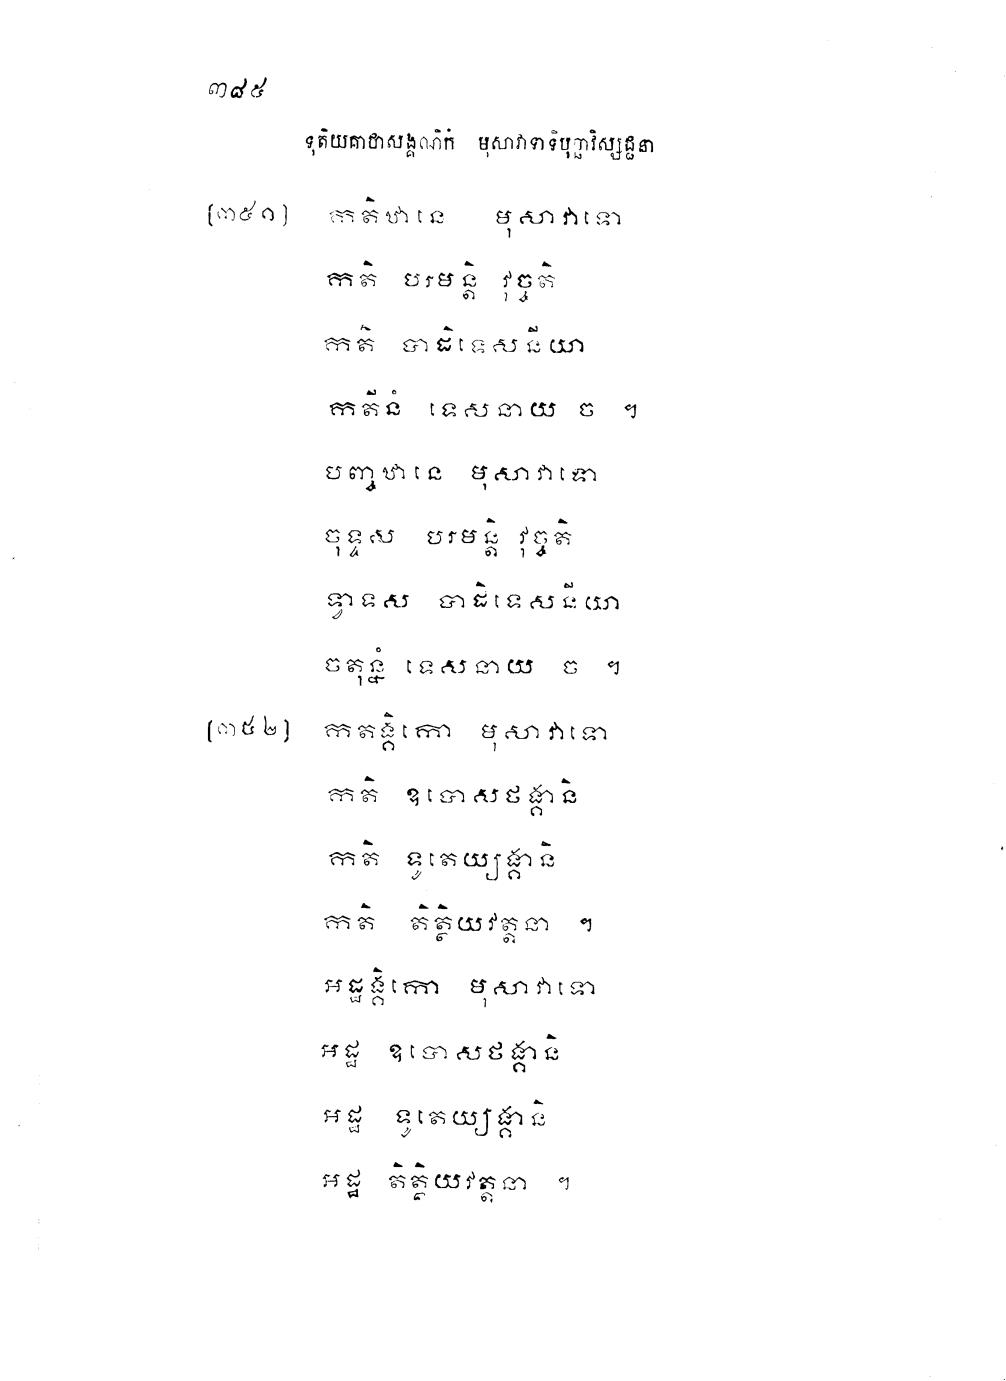 ៣៨៥
ទុតិយគាថាសង្គណិកំ មុសាវាទាទិបុច្ឆាវិស្សជ្ជនា
[៣៥១] កតិឋានេ មុសាវាទោ
កតិ បរមន្តិ វុច្ចតិ
កតិ បាដិទេសនីយា
កតីនំ ទេសនាយ ច ។
បញ្ចឋានេ មុសាវាទោ
ចុទ្ទស បរមន្តិ វុច្ចតិ
ទ្វាទស បាដិទេសនីយា
ចតុន្នំ ទេសនាយ ច ។
[៣៥២] កតង្គិកោ មុសាវាទោ
កតិ ឧបោសថង្គានិ
កតិ ទូតេយ្យង្គានិ
កតិ តិត្ថិយវត្តនា ។
អដ្ឋង្គិកោ មុសាវាទោ
អដ្ឋ ឧបោសថង្គានិ
អដ្ឋ ទូតេយ្យង្គានិ
អដ្ឋ តិត្ថិយវត្តនា ។